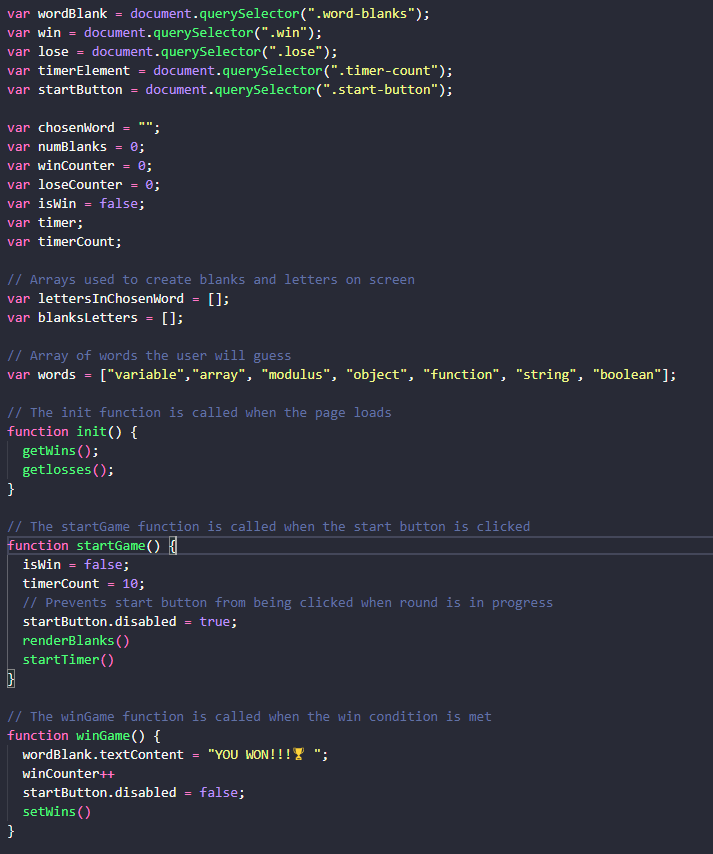 var wordBlank = document.querySelector(".word-blanks");
var win = document.querySelector(".win");
var lose = document.querySelector(".lose");
var timerElement = document.querySelector(".timer-count");
var startButton = document.querySelector(".start-button");

var chosenWord = "";
var numBlanks = 0;
var winCounter = 0;
var loseCounter = 0;
var isWin = false;
var timer;
var timerCount;

// Arrays used to create blanks and letters on screen
var lettersInChosenWord = [];
var blanksLetters = [];

// Array of words the user will guess
var words = ["variable","array", "modulus", "object", "function", "string", "boolean"];

// The init function is called when the page loads
function init() {
  getWins();
  getlosses();
}

// The startGame function is called when the start button is clicked
function startGame() {
  isWin = false;
  timerCount = 10;
  // Prevents start button from being clicked when round is in progress
  startButton.disabled = true;
  renderBlanks()
  startTimer()
}

// The winGame function is called when the win condition is met
function winGame() {
  wordBlank.textContent = "YOU WON!!!🏆 ";
  winCounter++
  startButton.disabled = false;
  setWins()
}